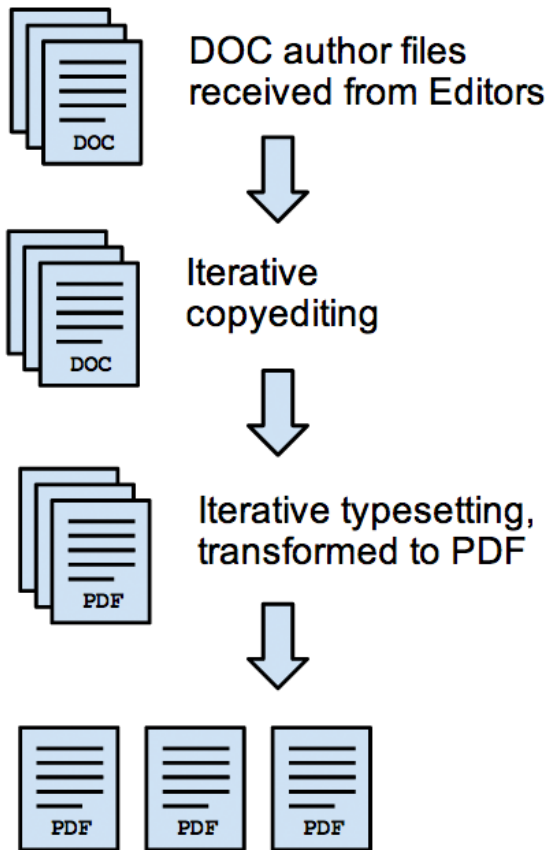 DOC author files
received from Editors
DOC
Iterative
copyediting
DOC
Iterative typesetting,
transformed to PDF
PDF
PDF PDF PDF